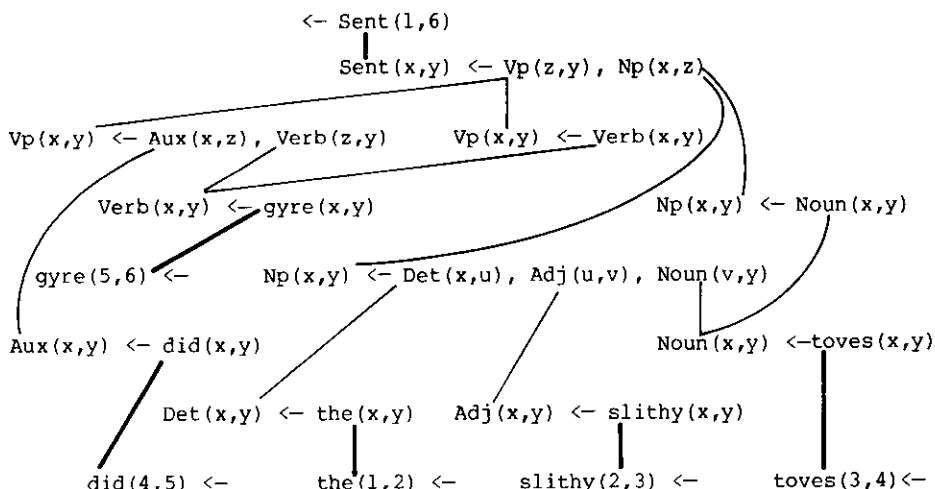 <- Sent(1,6)
Sent(x,y) <- Vp(z,y), Np(x,z)
Vp(x,y) <- Aux(x,z), Verb(z,y) Vp(x,y) <- Verb(x,y)
Verb(x,y) <- gyre(x,y) Np(x,y) <- Noun(x,y)
gyre(5,6) <- Np(x,y) <- Det(x,u), Adj(u,v), Noun(v,y)
Aux(x,y) <- did(x,y) Noun(x,y) <-toves(x,y)
Det(x,y) <- the(x,y) Adj(x,y) <- slithy(x,y)
did(4,5) <- the(1,2) <- slithy(2,3) <- toves(3,4)<-